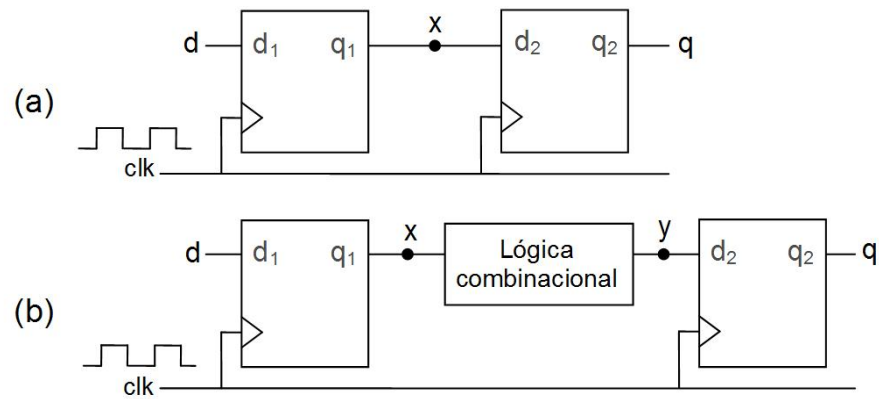 (a)
d
d₁ q₁
x
d₂ q₂
q
clk
(b)
d
d₁ q₁
x
Lógica
combinacional
y
d₂ q₂
q
clk